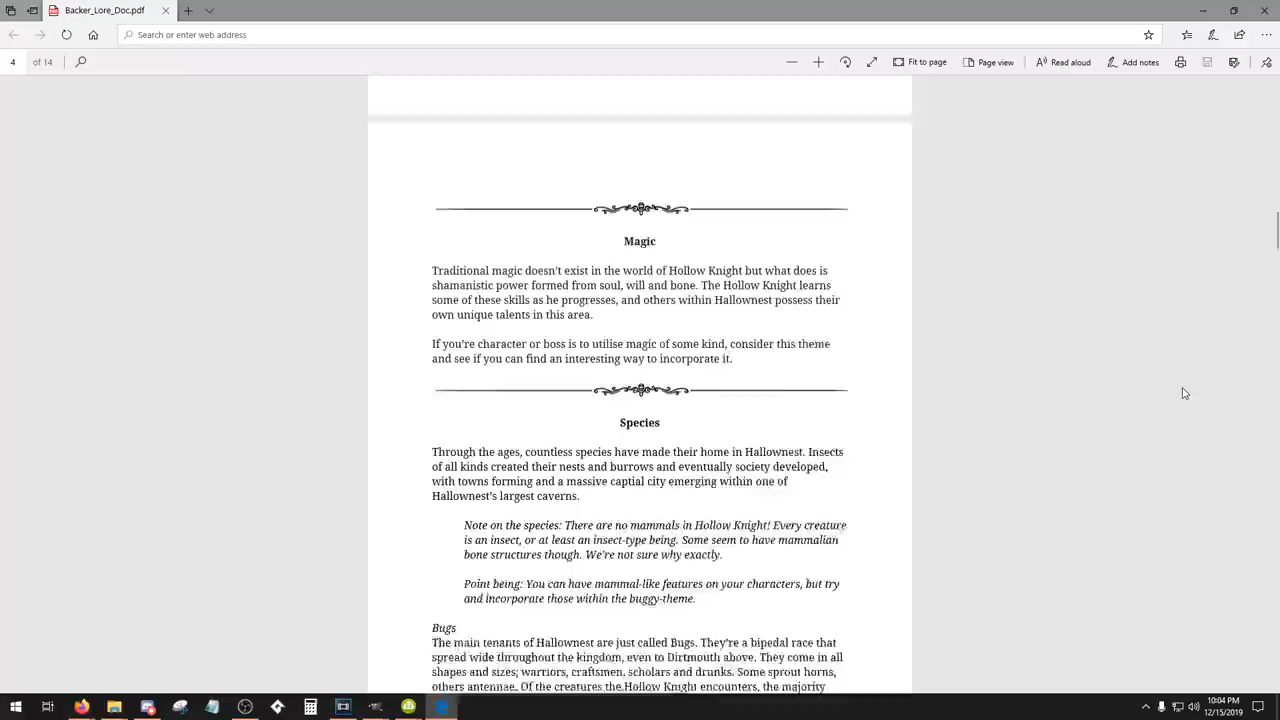 Backer_Lore_Doc.pdf
Search or enter web address
4 of 14
Fit to page
Page view
Read aloud
Add notes
Magic
Traditional magic doesn't exist in the world of Hollow Knight but what does is
shamanistic power formed from soul, will and bone. The Hollow Knight learns
some of these skills as he progresses, and others within Hallownest possess their
own unique talents in this area.
If you're character or boss is to utilise magic of some kind, consider this theme
and see if you can find an interesting way to incorporate it.
Species
Through the ages, countless species have made their home in Hallownest. Insects
of all kinds created their nests and burrows and eventually society developed,
with towns forming and a massive captial city emerging within one of
Hallownest's largest caverns.
Note on the species: There are no mammals in Hollow Knight! Every creature
is an insect, or at least an insect-type being. Some seem to have mammalian
bone structures though. We're not sure why exactly.
Point being: You can have mammal-like features on your characters, but try
and incorporate those within the buggy-theme.
Bugs
The main tenants of Hallownest are just called Bugs. They're a bipedal race that
spread wide throughout the kingdom, even to Dirtmouth above. They come in all
shapes and sizes; warriors, craftsmen, scholars and drunks. Some sprout horns,
others antennae. Of the creatures the Hollow Knight encounters, the majority
10:04 PM
12/15/2019